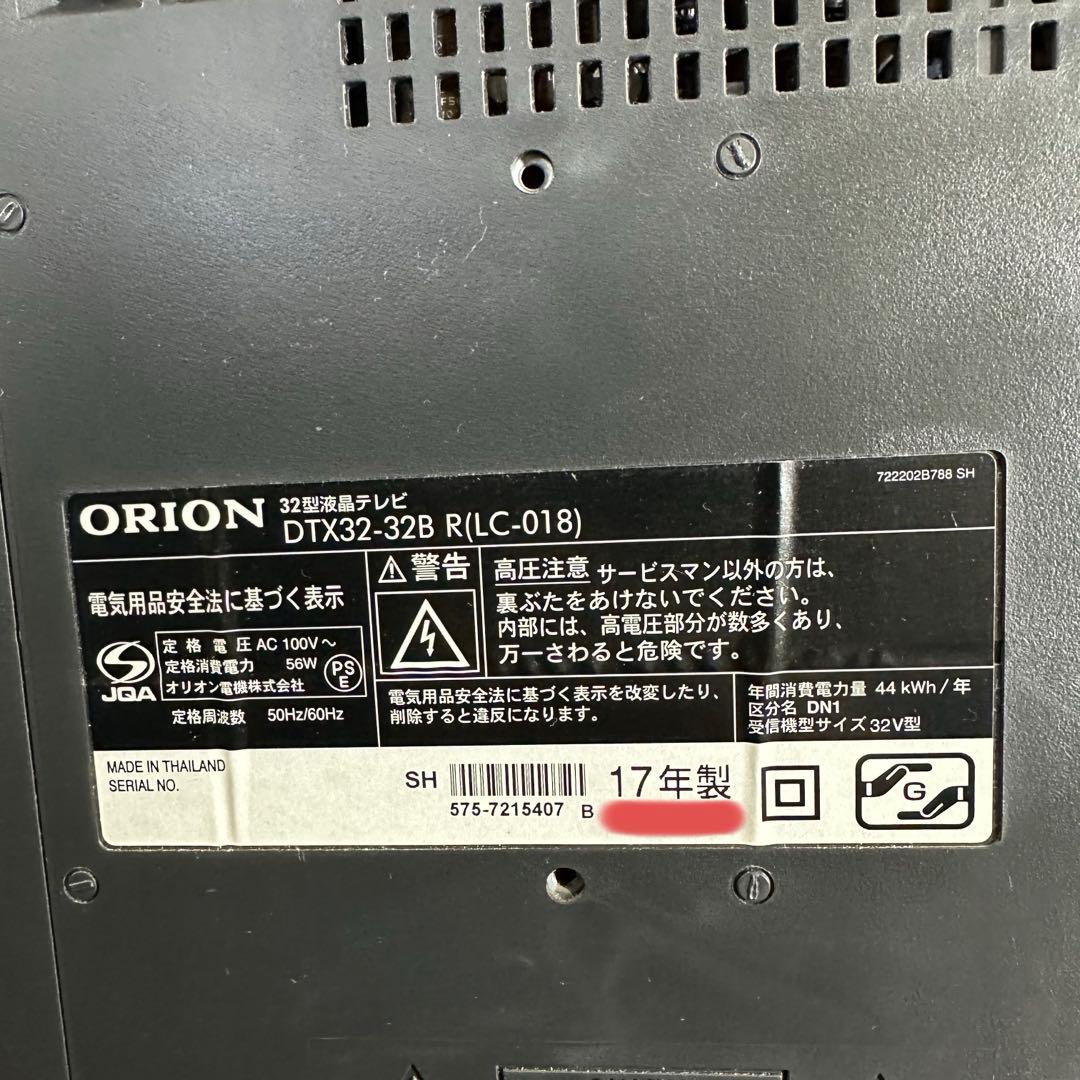 722202B788 SH
ORION
32型液晶テレビ
DTX32-32B R(LC-018)
電気用品安全法に基づく表示
JQA
定格電圧 AC 100V～
定格消費電力 56W
オリオン電機株式会社
PS
E
定格周波数 50Hz/60Hz
警告
高圧注意 サービスマン以外の方は、
裏ぶたをあけないでください。
内部には、高電圧部分が数多くあり、
万一さわると危険です。
電気用品安全法に基づく表示を改変したり、
削除すると違反になります。
年間消費電力量 44 kWh/年
区分名 DN1
受信機型サイズ 32V型
MADE IN THAILAND
SERIAL NO.
SH
575-7215407 B
17年製
G